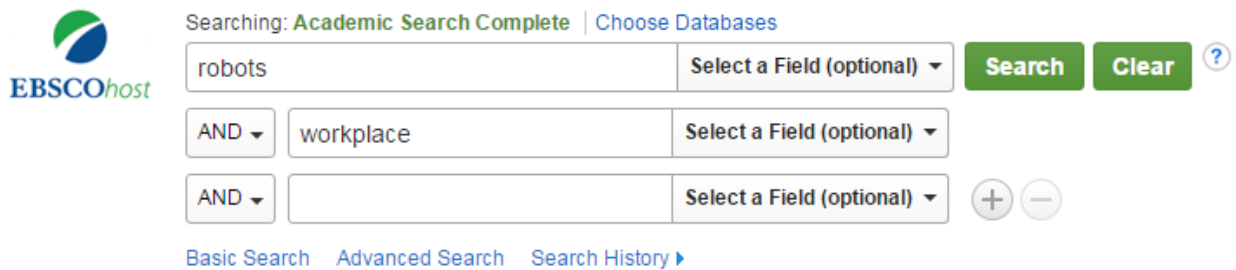 Searching: Academic Search Complete | Choose Databases
EBSCOhost
robots Select a Field (optional) Search Clear ?
AND workplace Select a Field (optional)
AND Select a Field (optional)
Basic Search Advanced Search Search History